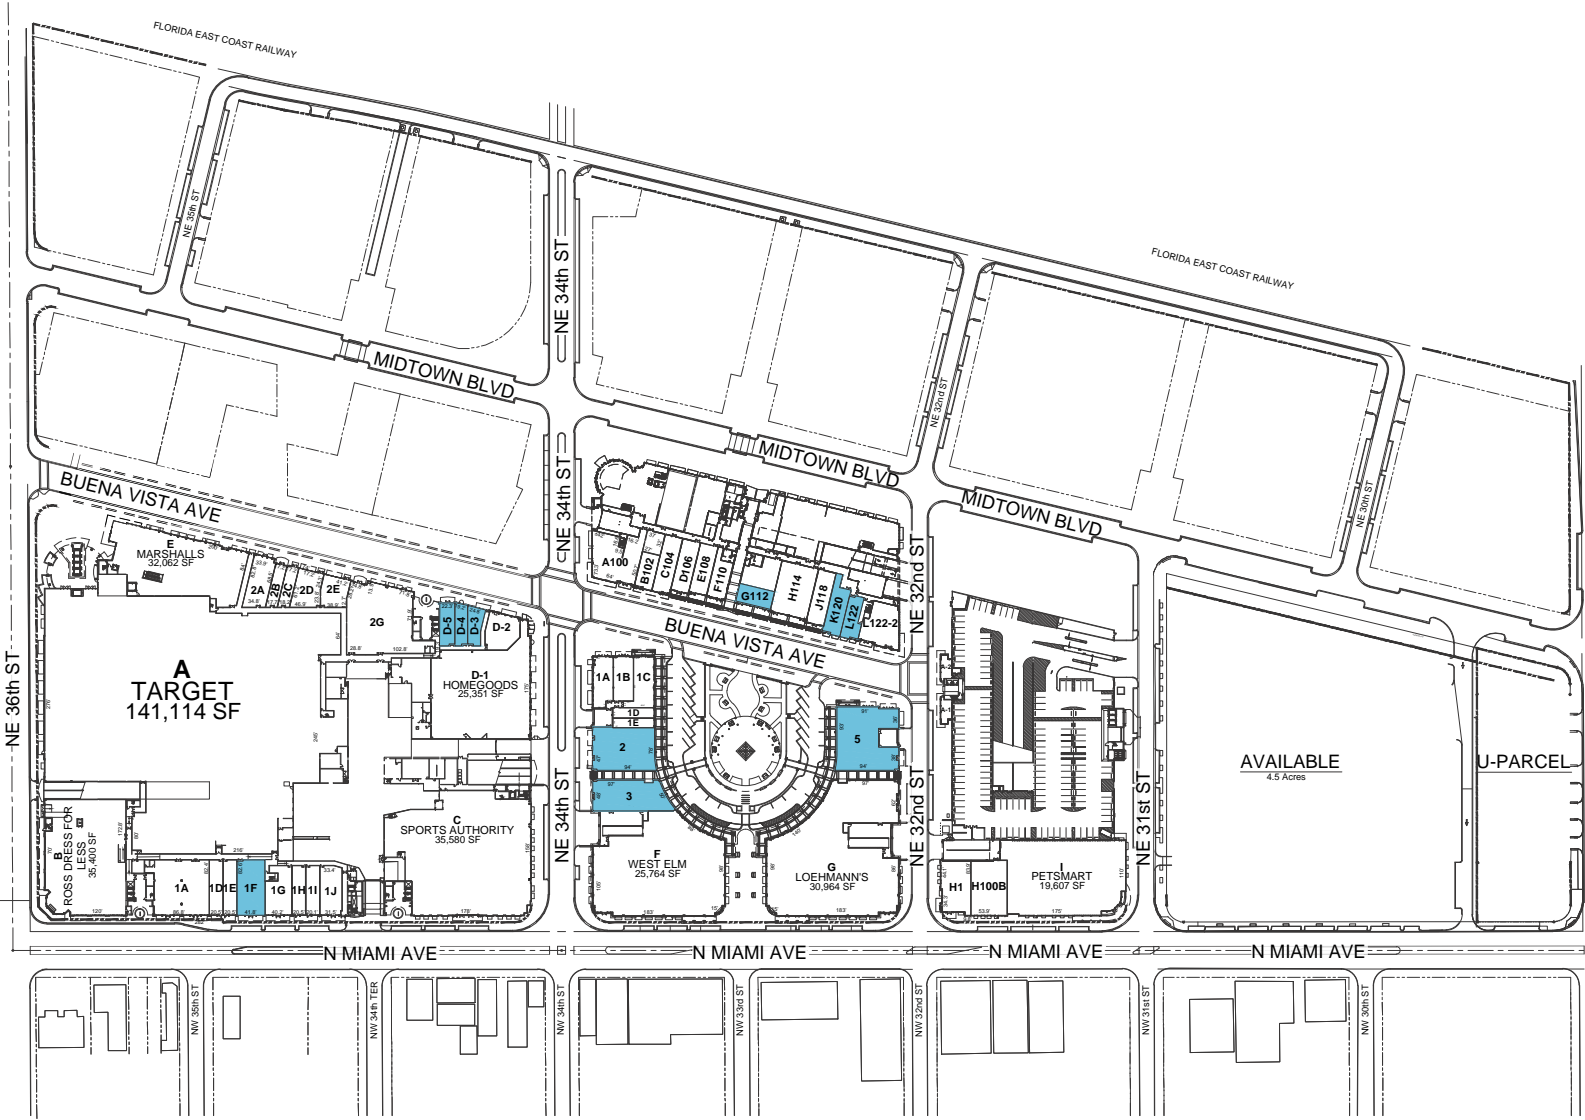 FLORIDA EAST COAST RAILWAY
NE 35th ST
NE 34th ST
FLORIDA EAST COAST RAILWAY
MIDTOWN BLVD
NE 32nd ST
MIDTOWN BLVD
MIDTOWN BLVD
NE 30th ST
BUENA VISTA AVE
NE 34th ST
NE 32nd ST
E
MARSHALLS
32,062 SF
2A
2B
2C
2D
2E
2G
D-5
D-4
D-3
D-2
D-1
HOMEGOODS
25,351 SF
A
TARGET
141,114 SF
NE 36th ST
A100
B102
C104
D106
E108
F110
G112
H114
J118
K120
L122
L122-2
BUENA VISTA AVE
1A
1B
1C
1D
1E
2
3
5
A-2
A-1
AVAILABLE
4.5 Acres
U-PARCEL
B
ROSS DRESS FOR
LESS
35,400 SF
C
SPORTS AUTHORITY
35,580 SF
1A
1D
1E
1F
1G
1H
1I
1J
NE 34th ST
F
WEST ELM
25,764 SF
G
LOEHMANN'S
30,964 SF
NE 32nd ST
H1
H100B
I
PETSMART
19,607 SF
NE 31st ST
N MIAMI AVE
N MIAMI AVE
N MIAMI AVE
N MIAMI AVE
NW 35th ST
NW 34th TER
NW 34th ST
NW 33rd ST
NW 32nd ST
NW 31st ST
NW 30th ST